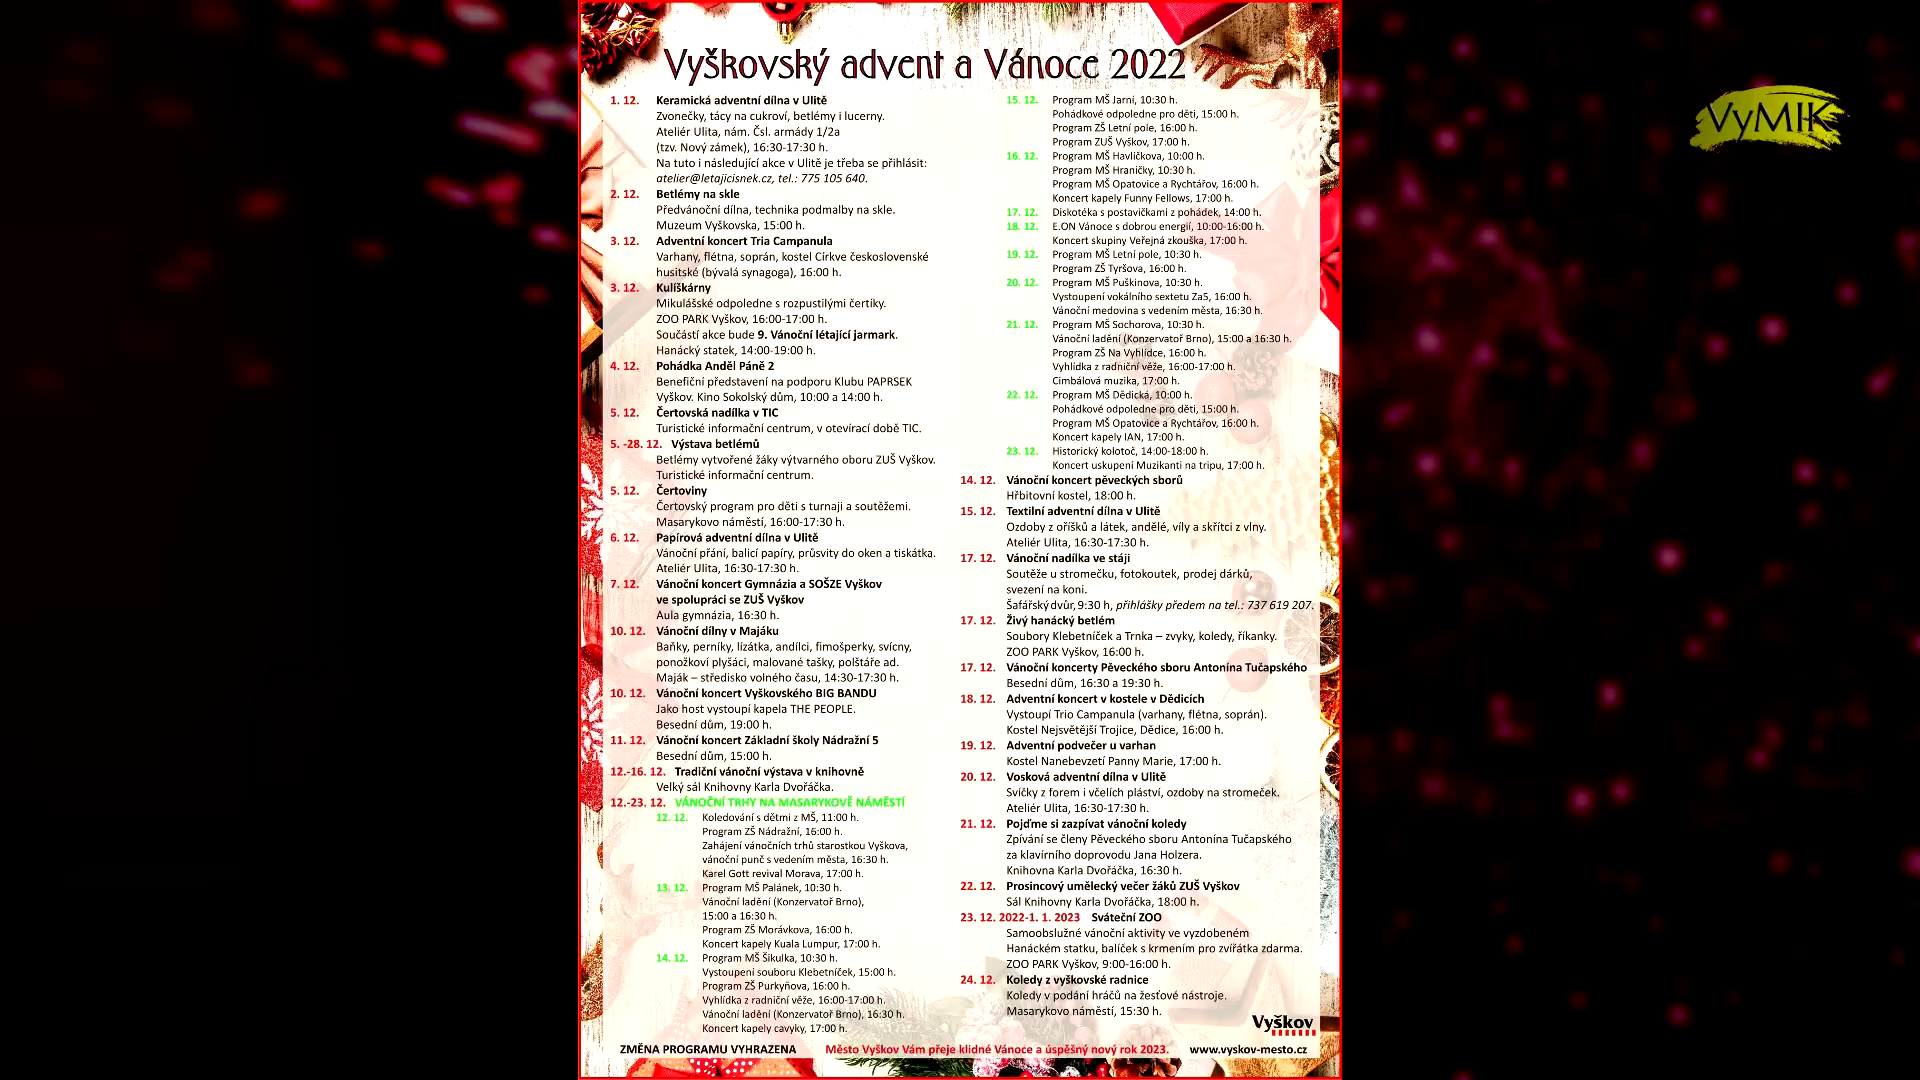 Vyškovský advent a Vánoce 2022
1. 12. Keramická adventní dílna v Ulitě
Zvonečky, tácy na cukroví, betlémy i lucerny.
Ateliér Ulita, nám. Čsl. armády 1/2a
(tzv. Nový zámek), 16:30-17:30 h.
Na tuto i následující akce v Ulitě je třeba se přihlásit:
atelier@letajicisnek.cz, tel.: 775 105 640.
2. 12. Betlémy na skle
Předvánoční dílna, technika podmalby na skle.
Muzeum Vyškovska, 15:00 h.
3. 12. Adventní koncert Tria Campanula
Varhany, flétna, soprán, kostel Církve československé
husitské (bývalá synagoga), 16:00 h.
3. 12. Kulíškárny
Mikulášské odpoledne s rozpustilými čertíky.
ZOO PARK Vyškov, 16:00-17:00 h.
Součástí akce bude 9. Vánoční létající jarmark.
Hanácký statek, 14:00-19:00 h.
4. 12. Pohádka Anděl Páně 2
Benefiční představení na podporu Klubu PAPRSEK
Vyškov. Kino Sokolský dům, 10:00 a 14:00 h.
5. 12. Čertovská nadílka v TIC
Turistické informační centrum, v otevírací době TIC.
5. -28. 12. Výstava betlémů
Betlémy vytvořené žáky výtvarného oboru ZUŠ Vyškov.
Turistické informační centrum.
5. 12. Čertoviny
Čertovský program pro děti s turnaji a soutěžemi.
Masarykovo náměstí, 16:00-17:30 h.
6. 12. Papírová adventní dílna v Ulitě
Vánoční přání, balicí papíry, průsvity do oken a tiskátka.
Ateliér Ulita, 16:30-17:30 h.
7. 12. Vánoční koncert Gymnázia a SOŠZE Vyškov
ve spolupráci se ZUŠ Vyškov
Aula gymnázia, 16:30 h.
10. 12. Vánoční dílny v Majáku
Baňky, perníky, lízátka, andílci, fimošperky, svícny,
ponožkoví plyšáci, malované tašky, polštáře ad.
Maják – středisko volného času, 14:30-17:30 h.
10. 12. Vánoční koncert Vyškovského BIG BANDU
Jako host vystoupí kapela THE PEOPLE.
Besední dům, 19:00 h.
11. 12. Vánoční koncert Základní školy Nádražní 5
Besední dům, 15:00 h.
12.-16. 12. Tradiční vánoční výstava v knihovně
Velký sál Knihovny Karla Dvořáčka.
12.-23. 12. VÁNOČNÍ TRHY NA MASARYKOVĚ NÁMĚSTÍ
12. 12. Koledování s dětmi z MŠ, 11:00 h.
Program ZŠ Nádražní, 16:00 h.
Zahájení vánočních trhů starostkou Vyškova,
vánoční punč s vedením města, 16:30 h.
Karel Gott revival Morava, 17:00 h.
13. 12. Program MŠ Palánek, 10:30 h.
Vánoční ladění (Konzervatoř Brno),
15:00 a 16:30 h.
Program ZŠ Morávkova, 16:00 h.
Koncert kapely Kuala Lumpur, 17:00 h.
14. 12. Program MŠ Šikulka, 10:30 h.
Vystoupení souboru Klebetníček, 15:00 h.
Program ZŠ Purkyňova, 16:00 h.
Vyhlídka z radniční věže, 16:00-17:00 h.
Vánoční ladění (Konzervatoř Brno), 16:30 h.
Koncert kapely cavyky, 17:00 h.
15. 12. Program MŠ Jarní, 10:30 h.
Pohádkové odpoledne pro děti, 15:00 h.
Program ZŠ Letní pole, 16:00 h.
Program ZUŠ Vyškov, 17:00 h.
16. 12. Program MŠ Havlíčkova, 10:00 h.
Program MŠ Hraničky, 10:30 h.
Program MŠ Opatovice a Rychtářov, 16:00 h.
Koncert kapely Funny Fellows, 17:00 h.
17. 12. Diskotéka s postavičkami z pohádek, 14:00 h.
18. 12. E.ON Vánoce s dobrou energií, 10:00-16:00 h.
Koncert skupiny Veřejná zkouška, 17:00 h.
19. 12. Program MŠ Letní pole, 10:30 h.
Program ZŠ Tyršova, 16:00 h.
20. 12. Program MŠ Puškinova, 10:30 h.
Vystoupení vokálního sextetu Za5, 16:00 h.
Vánoční medovina s vedením města, 16:30 h.
21. 12. Program MŠ Sochorova, 10:30 h.
Vánoční ladění (Konzervatoř Brno), 15:00 a 16:30 h.
Program ZŠ Na Vyhlídce, 16:00 h.
Vyhlídka z radniční věže, 16:00-17:00 h.
Cimbálová muzika, 17:00 h.
22. 12. Program MŠ Dědická, 10:00 h.
Pohádkové odpoledne pro děti, 15:00 h.
Program MŠ Opatovice a Rychtářov, 16:00 h.
Koncert kapely IAN, 17:00 h.
23. 12. Historický kolotoč, 14:00-18:00 h.
Koncert uskupení Muzikanti na tripu, 17:00 h.
14. 12. Vánoční koncert pěveckých sborů
Hřbitovní kostel, 18:00 h.
15. 12. Textilní adventní dílna v Ulitě
Ozdoby z oříšků a látek, andělé, víly a skřítci z vlny.
Ateliér Ulita, 16:30-17:30 h.
17. 12. Vánoční nadílka ve stáji
Soutěže u stromečku, fotokoutek, prodej dárků,
svezení na koni.
Šafářský dvůr, 9:30 h, přihlášky předem na tel.: 737 619 207.
17. 12. Živý hanácký betlém
Soubory Klebetníček a Trnka – zvyky, koledy, říkanky.
ZOO PARK Vyškov, 16:00 h.
17. 12. Vánoční koncerty Pěveckého sboru Antonína Tučapského
Besední dům, 16:30 a 19:30 h.
18. 12. Adventní koncert v kostele v Dědicích
Vystoupí Trio Campanula (varhany, flétna, soprán).
Kostel Nejsvětější Trojice, Dědice, 16:00 h.
19. 12. Adventní podvečer u varhan
Kostel Nanebevzetí Panny Marie, 17:00 h.
20. 12. Vosková adventní dílna v Ulitě
Svíčky z forem i včelích pláství, ozdoby na stromeček.
Ateliér Ulita, 16:30-17:30 h.
21. 12. Pojďme si zazpívat vánoční koledy
Zpívání se členy Pěveckého sboru Antonína Tučapského
za klavírního doprovodu Jana Holzera.
Knihovna Karla Dvořáčka, 16:30 h.
22. 12. Prosincový umělecký večer žáků ZUŠ Vyškov
Sál Knihovny Karla Dvořáčka, 18:00 h.
23. 12. 2022-1. 1. 2023 Sváteční ZOO
Samoobslužné vánoční aktivity ve vyzdobeném
Hanáckém statku, balíček s krmením pro zvířátka zdarma.
ZOO PARK Vyškov, 9:00-16:00 h.
24. 12. Koledy z vyškovské radnice
Koledy v podání hráčů na žesťové nástroje.
Masarykovo náměstí, 15:30 h.
Vyškov
ZMĚNA PROGRAMU VYHRAZENA Město Vyškov Vám přeje klidné Vánoce a úspěšný nový rok 2023. www.vyskov-mesto.cz
VyMIK